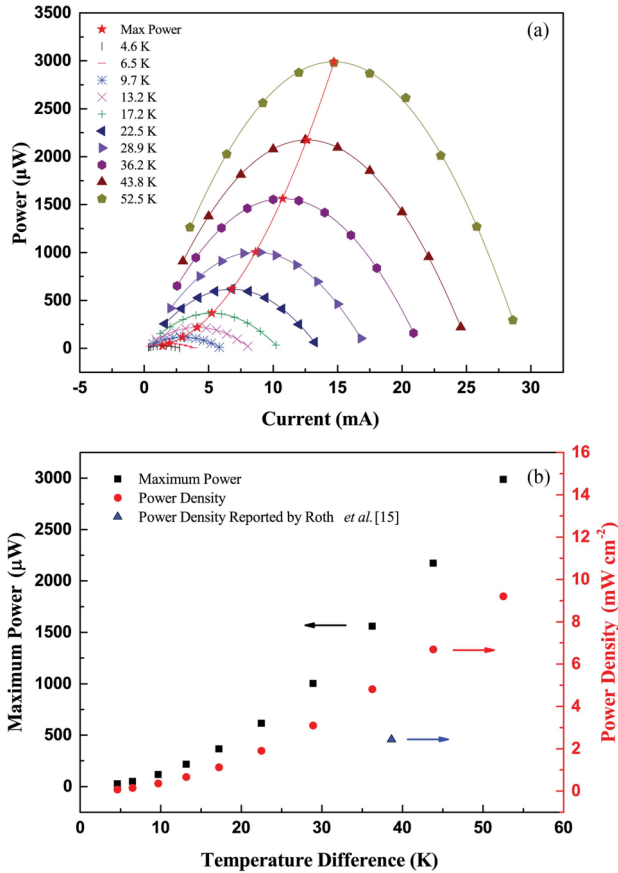 (a)
Max Power
4.6 K
6.5 K
9.7 K
13.2 K
17.2 K
22.5 K
28.9 K
36.2 K
43.8 K
52.5 K
3500
3000
2500
2000
1500
1000
500
0
Power (µW)
-5 0 5 10 15 20 25 30
Current (mA)
(b)
Maximum Power
Power Density
Power Density Reported by Roth et al. [15]
3000
2500
2000
1500
1000
500
0
Maximum Power (µW)
16
14
12
10
8
6
4
2
0
Power Density (mW cm-2)
0 10 20 30 40 50 60
Temperature Difference (K)